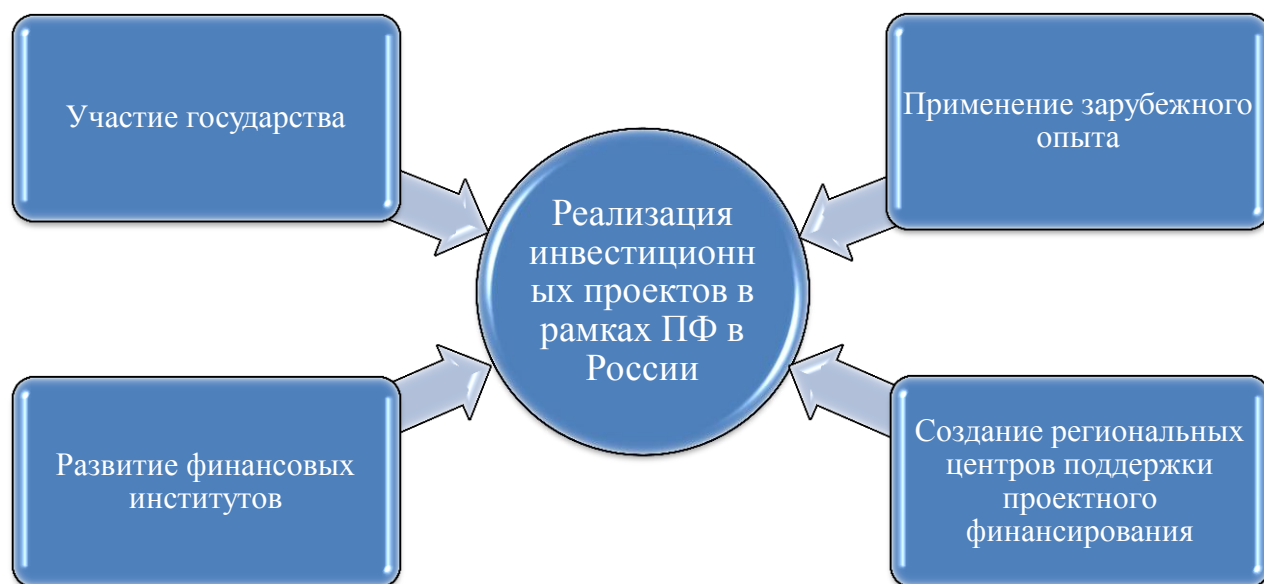 Участие государства
Применение зарубежного
опыта
Реализация
инвестиционн
ых проектов в
рамках ПФ в
России
Развитие финансовых
институтов
Создание региональных
центров поддержки
проектного
финансирования